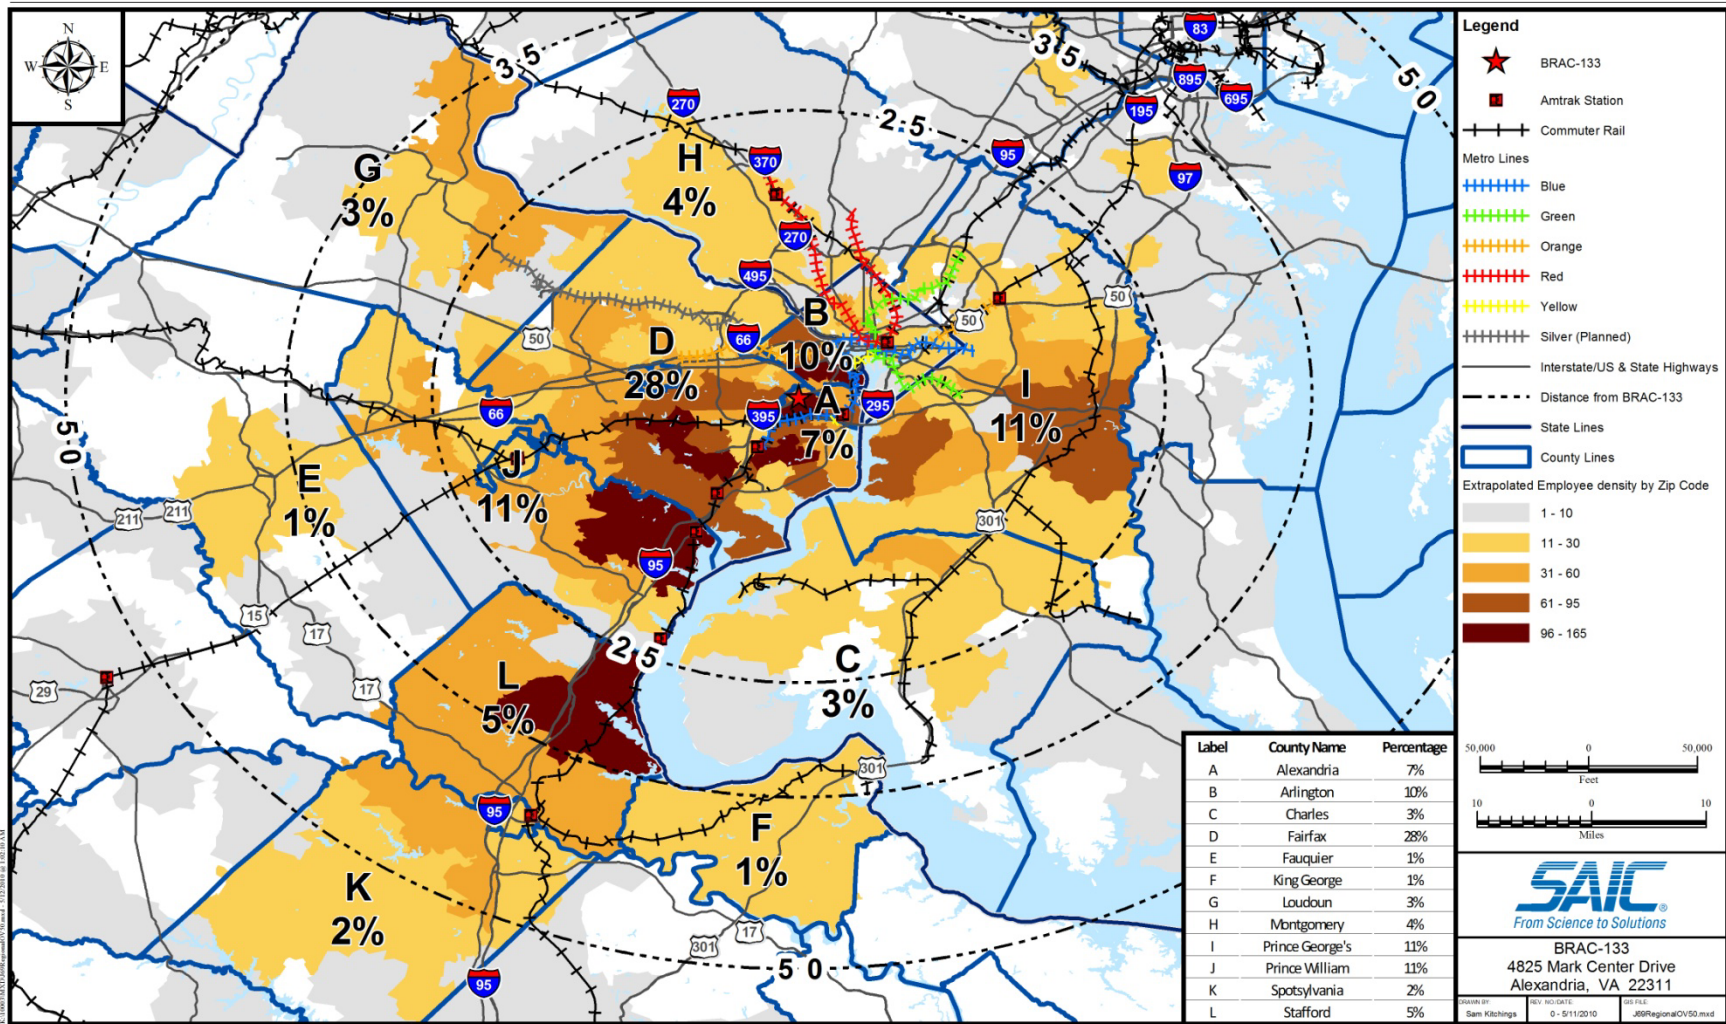 N
W E
S
35
35
50
25
83
895
695
195
95
97
270
370
270
495
G
3%
H
4%
B
10%
D
28%
A
7%
I
11%
E
1%
J
11%
L
5%
C
3%
F
1%
K
2%
50
50
50
66
66
395
295
50
211
211
301
95
15
17
17
29
25
301
95
95
301
17
50
Legend
BRAC-133
Amtrak Station
Commuter Rail
Metro Lines
Blue
Green
Orange
Red
Yellow
Silver (Planned)
Interstate/US & State Highways
Distance from BRAC-133
State Lines
County Lines
Extrapolated Employee density by Zip Code
1 - 10
11 - 30
31 - 60
61 - 95
96 - 165
50,000 0 50,000
Feet
10 0 10
Miles
Label County Name Percentage
A Alexandria 7%
B Arlington 10%
C Charles 3%
D Fairfax 28%
E Fauquier 1%
F King George 1%
G Loudoun 3%
H Montgomery 4%
I Prince George's 11%
J Prince William 11%
K Spotsylvania 2%
L Stafford 5%
SAIC
From Science to Solutions
BRAC-133
4825 Mark Center Drive
Alexandria, VA 22311
DRAWN BY REV. NO./DATE GIS FILE
Sam Kitchings 0 - 5/11/2010 J69RegionalOV50.mxd